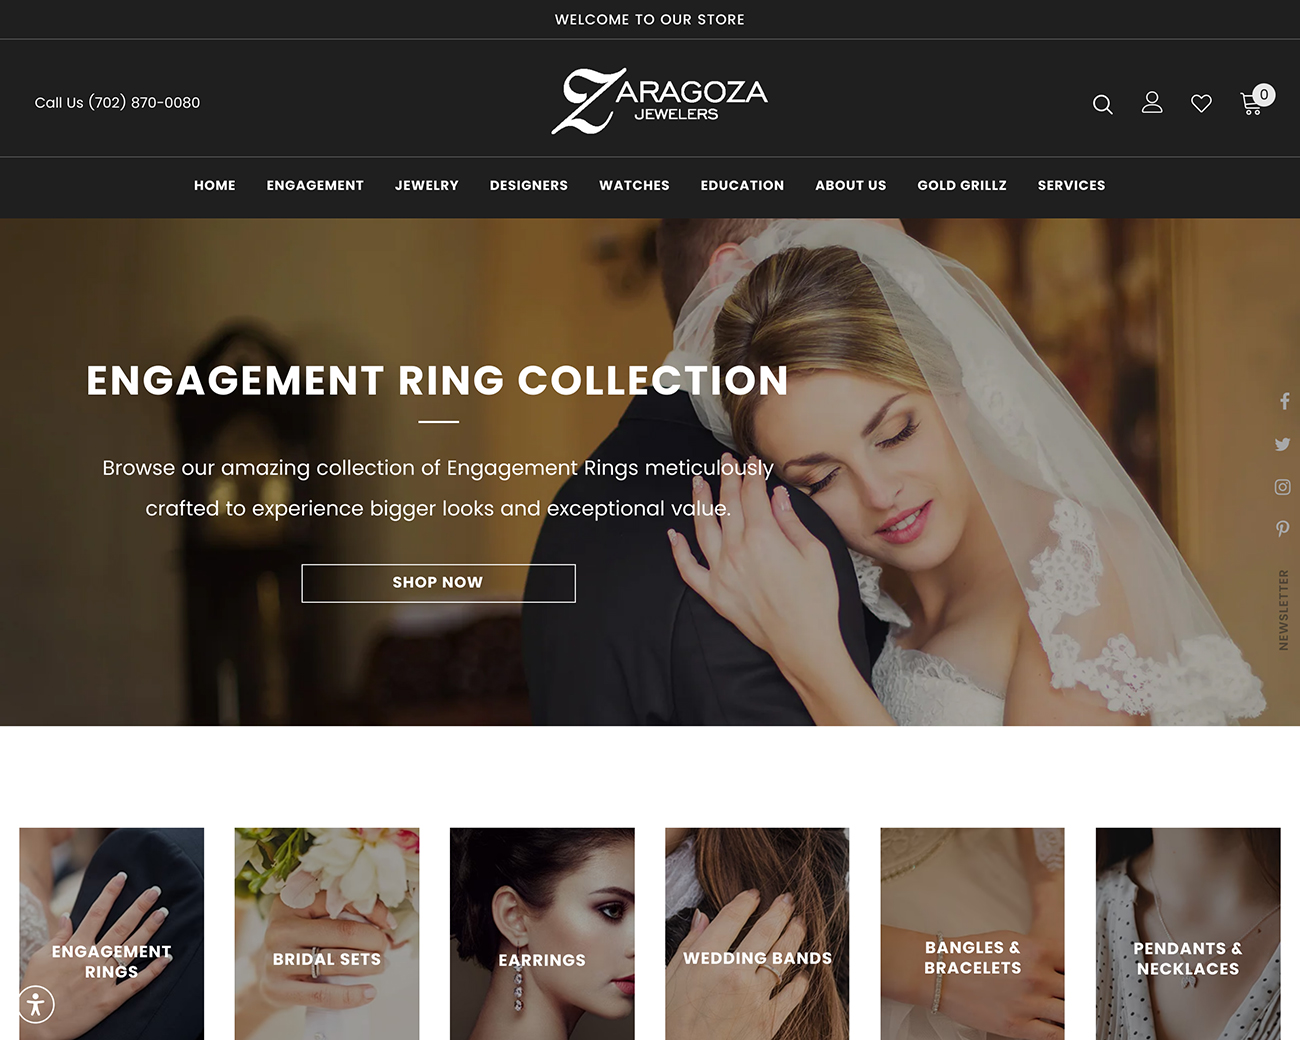 WELCOME TO OUR STORE
Call Us (702) 870-0080
ZARAGOZA
JEWELERS
0
HOME ENGAGEMENT JEWELRY DESIGNERS WATCHES EDUCATION ABOUT US GOLD GRILLZ SERVICES
ENGAGEMENT RING COLLECTION
Browse our amazing collection of Engagement Rings meticulously
crafted to experience bigger looks and exceptional value.
SHOP NOW
NEWSLETTER
ENGAGEMENT
RINGS
BRIDAL SETS
EARRINGS
WEDDING BANDS
BANGLES &
BRACELETS
PENDANTS &
NECKLACES